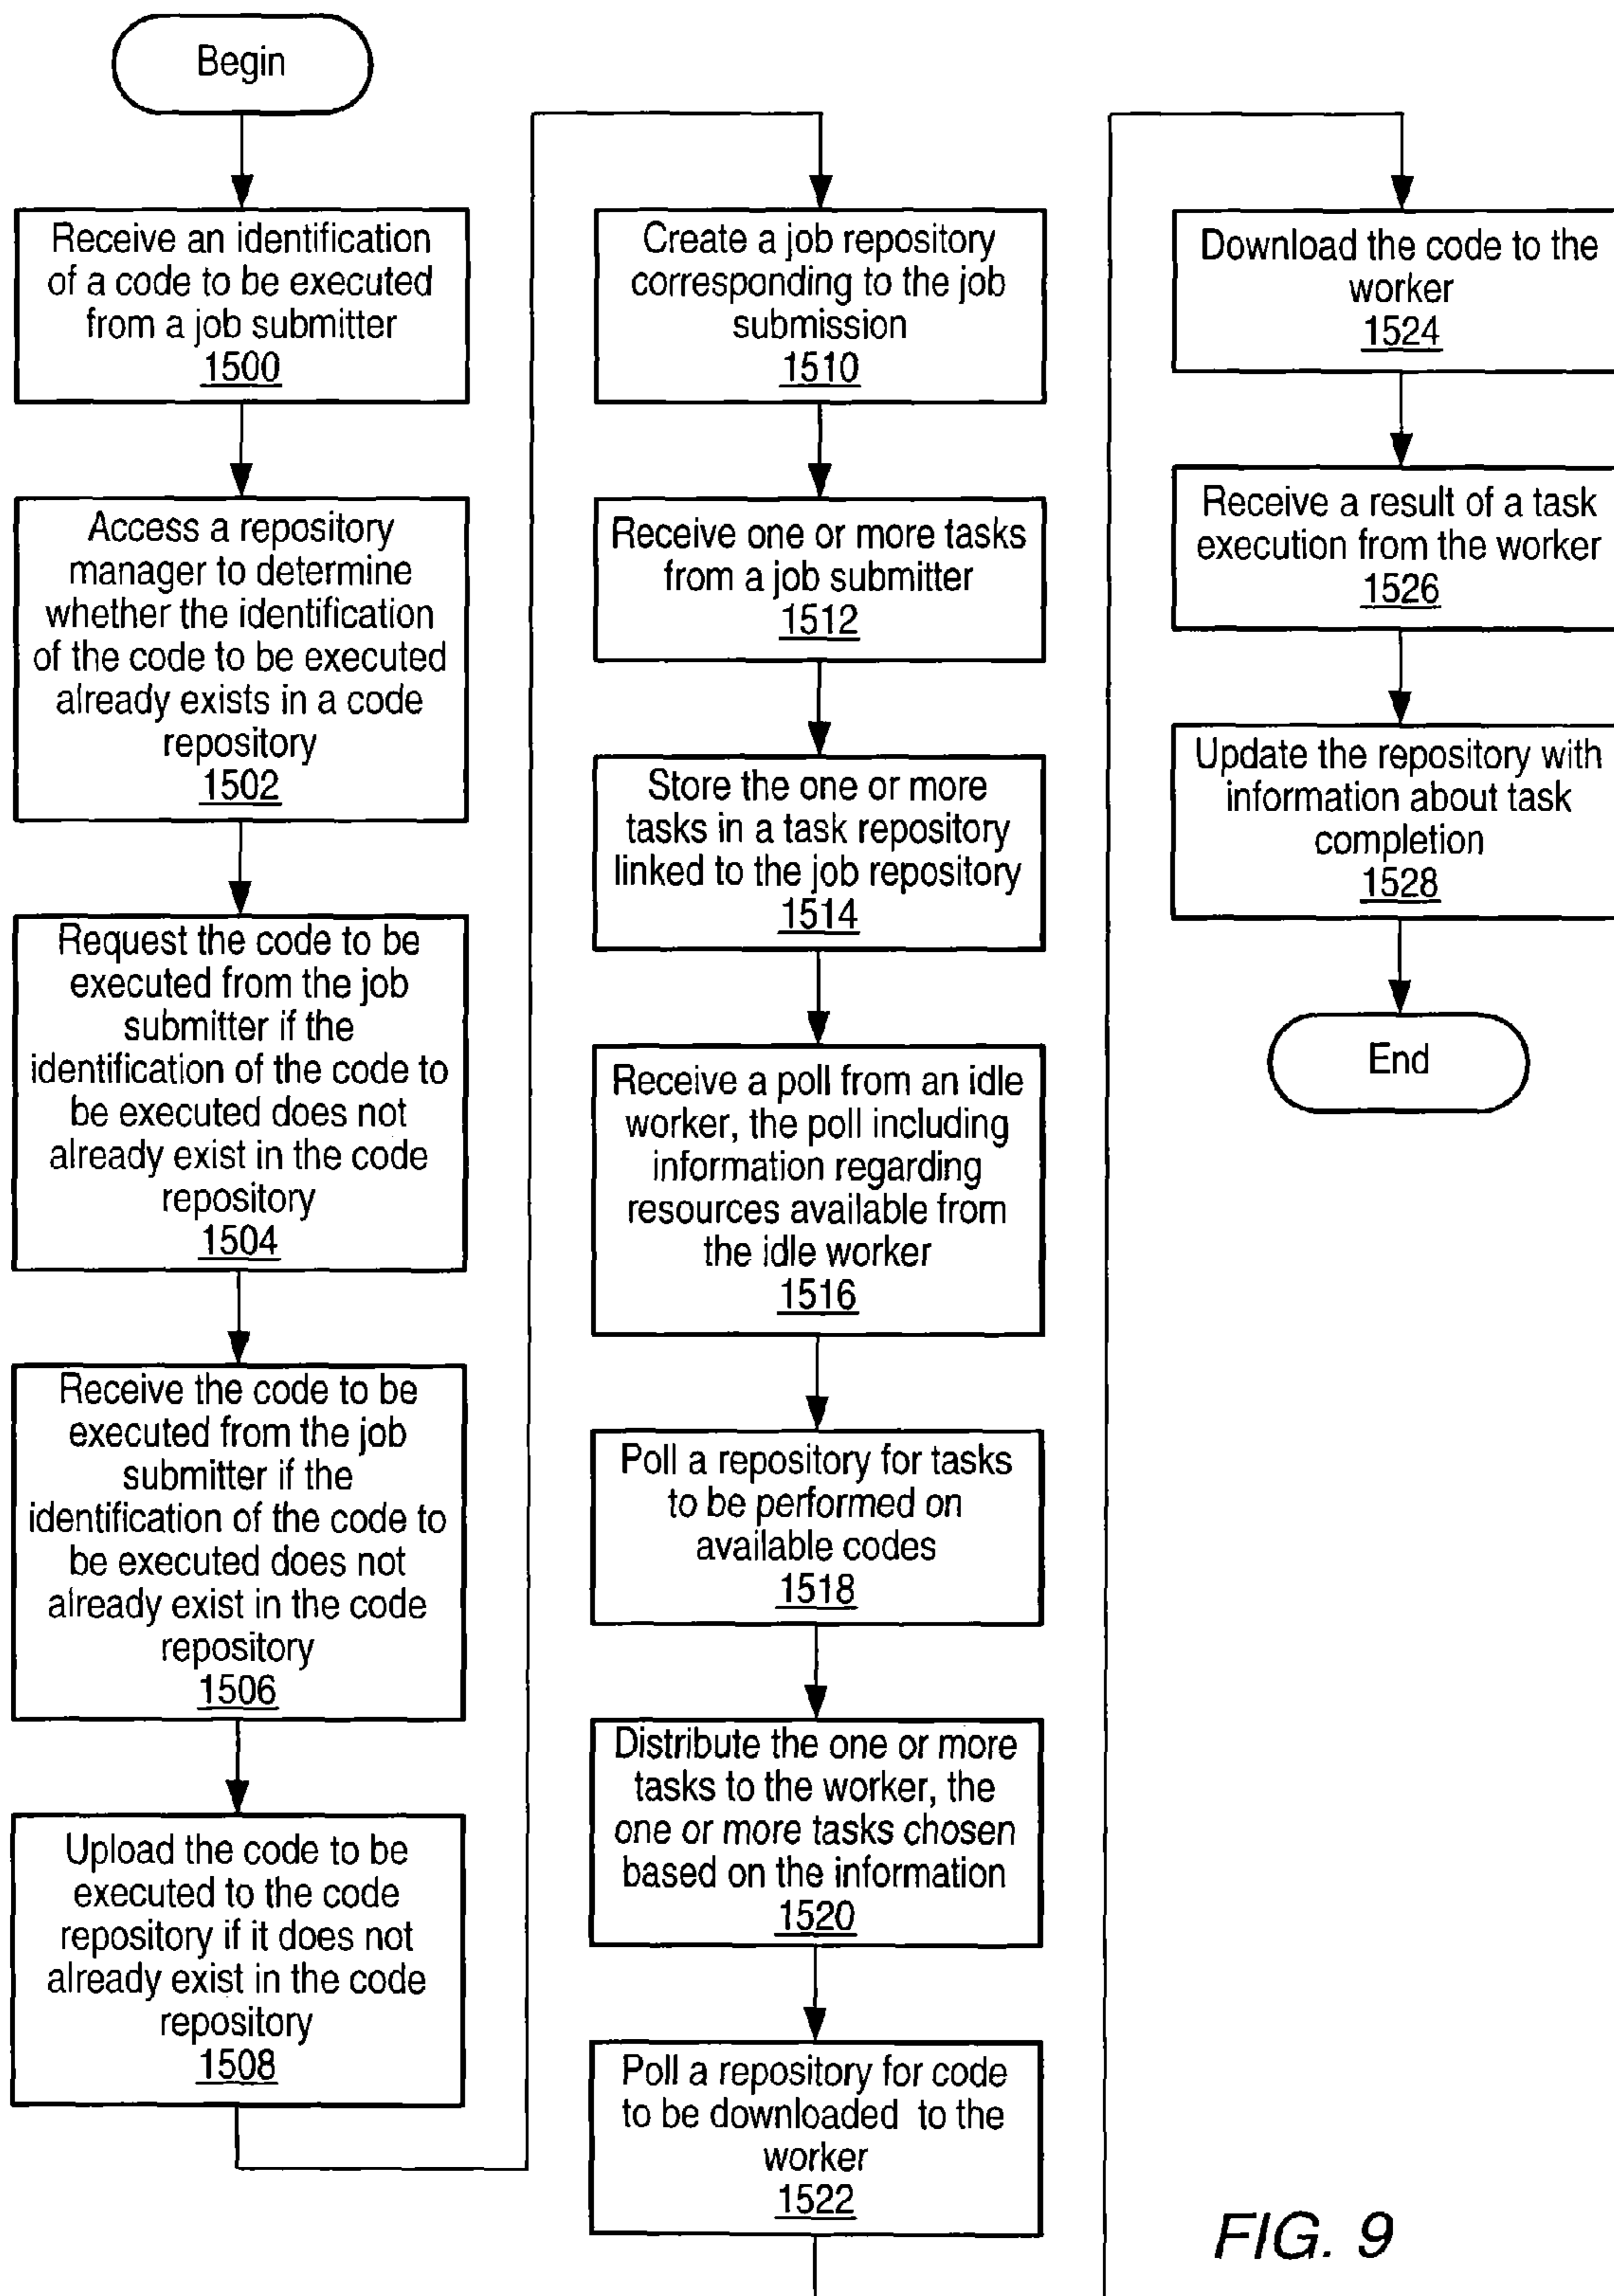 Begin
Receive an identification
of a code to be executed
from a job submitter
1500
Access a repository
manager to determine
whether the identification
of the code to be executed
already exists in a code
repository
1502
Request the code to be
executed from the job
submitter if the
identification of the code to
be executed does not
already exist in the code
repository
1504
Receive the code to be
executed from the job
submitter if the
identification of the code to
be executed does not
already exist in the code
repository
1506
Upload the code to be
executed to the code
repository if it does not
already exist in the code
repository
1508
Create a job repository
corresponding to the job
submission
1510
Receive one or more tasks
from a job submitter
1512
Store the one or more
tasks in a task repository
linked to the job repository
1514
Receive a poll from an idle
worker, the poll including
information regarding
resources available from
the idle worker
1516
Poll a repository for tasks
to be performed on
available codes
1518
Distribute the one or more
tasks to the worker, the
one or more tasks chosen
based on the information
1520
Poll a repository for code
to be downloaded to the
worker
1522
Download the code to the
worker
1524
Receive a result of a task
execution from the worker
1526
Update the repository with
information about task
completion
1528
End
FIG. 9